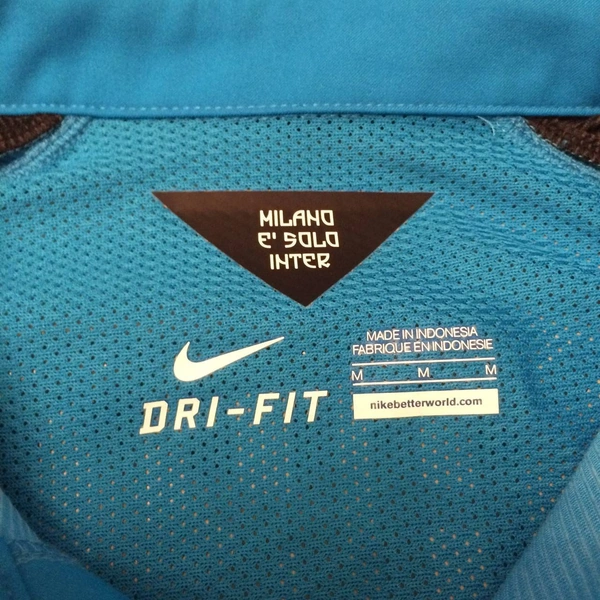 MILANO
E' SOLO
INTER
MADE IN INDONESIA
FABRIQUE EN INDONESIE
M M M
DRI-FIT
nikebetterworld.com